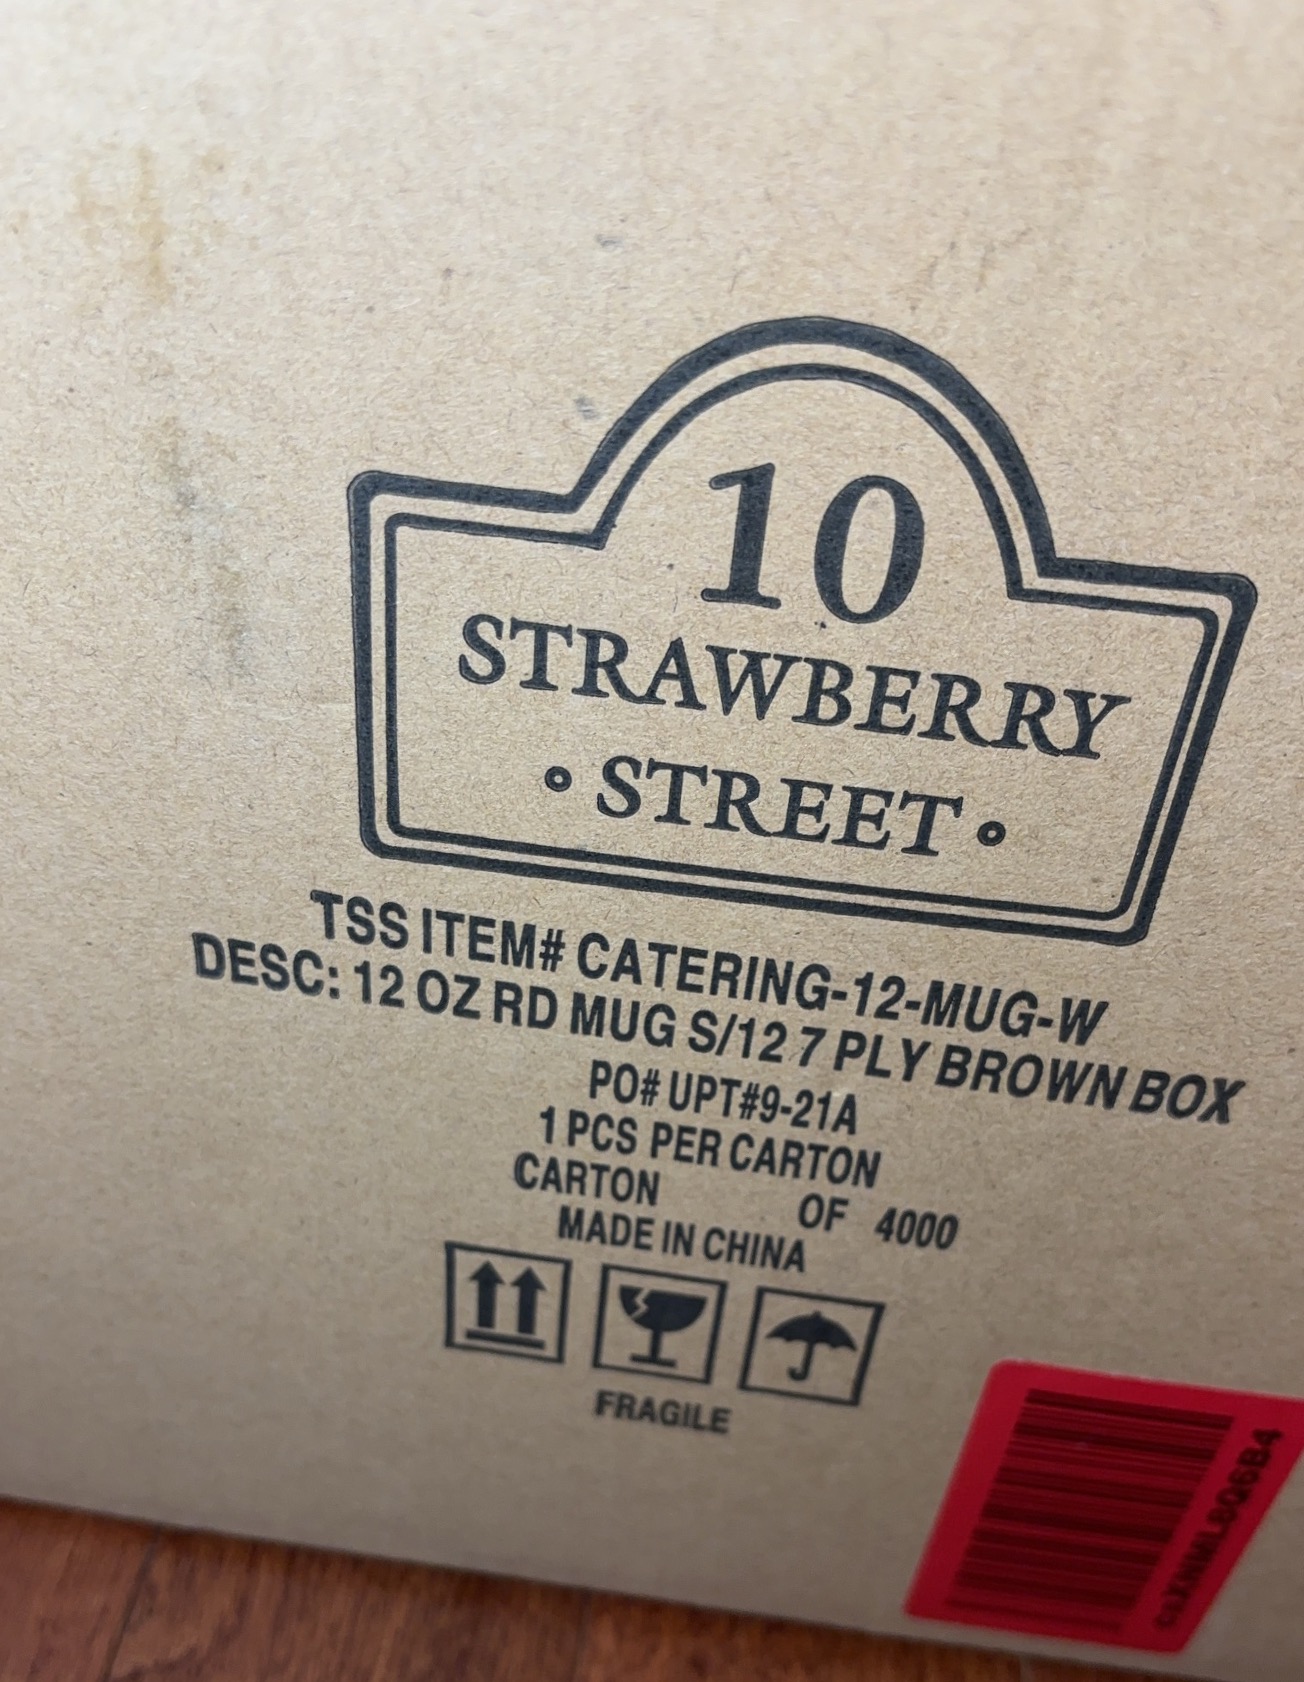 10
STRAWBERRY
STREET
TSS ITEM# CATERING-12-MUG-W
DESC: 12 OZ RD MUG S/12 7 PLY BROWN BOX
PO# UPT#9-21A
1 PCS PER CARTON
CARTON OF 4000
MADE IN CHINA
FRAGILE